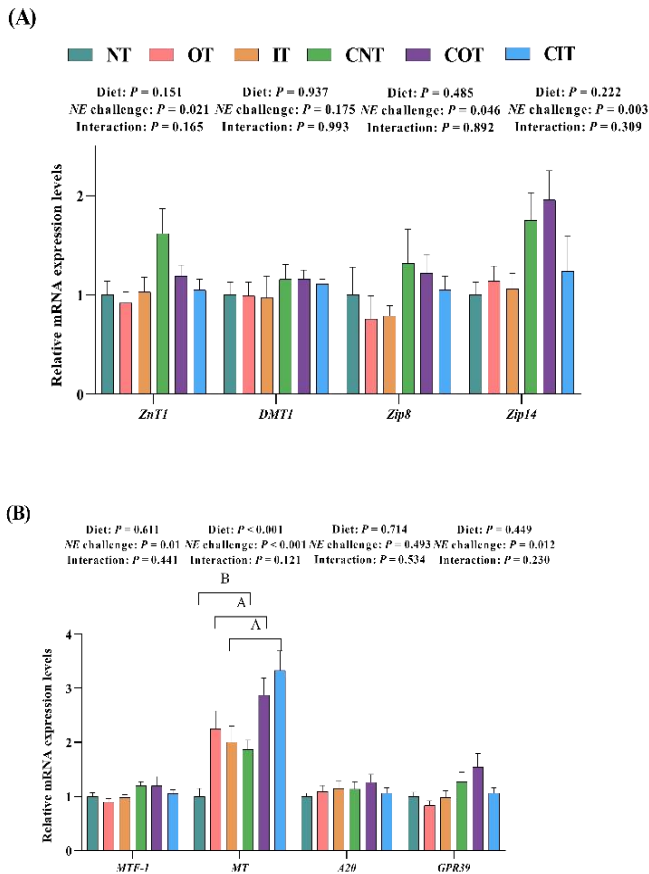 (A)
NT OT IT CNT COT CIT
Diet: P = 0.151 Diet: P = 0.937 Diet: P = 0.485 Diet: P = 0.222
NE challenge: P = 0.021 NE challenge: P = 0.175 NE challenge: P = 0.046 NE challenge: P = 0.003
Interaction: P = 0.165 Interaction: P = 0.993 Interaction: P = 0.892 Interaction: P = 0.309
Relative mRNA expression levels
2
1
0
ZnT1 DMT1 Zip8 Zip14
(B)
Diet: P = 0.611 Diet: P < 0.001 Diet: P = 0.714 Diet: P = 0.449
NE challenge: P = 0.01 NE challenge: P < 0.001 NE challenge: P = 0.493 NE challenge: P = 0.012
Interaction: P = 0.441 Interaction: P = 0.121 Interaction: P = 0.534 Interaction: P = 0.230
B
A
A
Relative mRNA expression levels
4
3
2
1
0
MTF-1 MT A20 GPR39